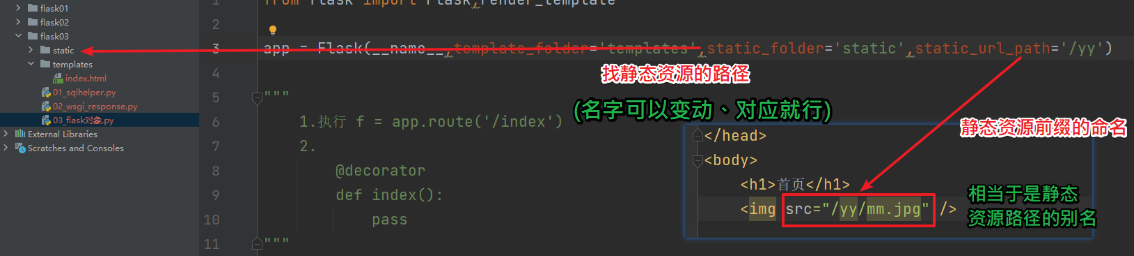 flask01
flask02
flask03
static
templates
index.html
01_sqlhelper.py
02_wsgi_response.py
03_flask对象.py
External Libraries
Scratches and Consoles
1 from flask import Flask,render_template
2
3 app = Flask(__name__,template_folder='templates',static_folder='static',static_url_path='/yy')
4
找静态资源的路径
5 """
(名字可以变动、对应就行)
6 1.执行 f = app.route('/index')
7 2.
8 @decorator
9 def index():
10 pass
11 """
静态资源前缀的命名
</head>
<body>
<h1>首页</h1>
<img src="/yy/mm.jpg" />
相当于是静态
资源路径的别名